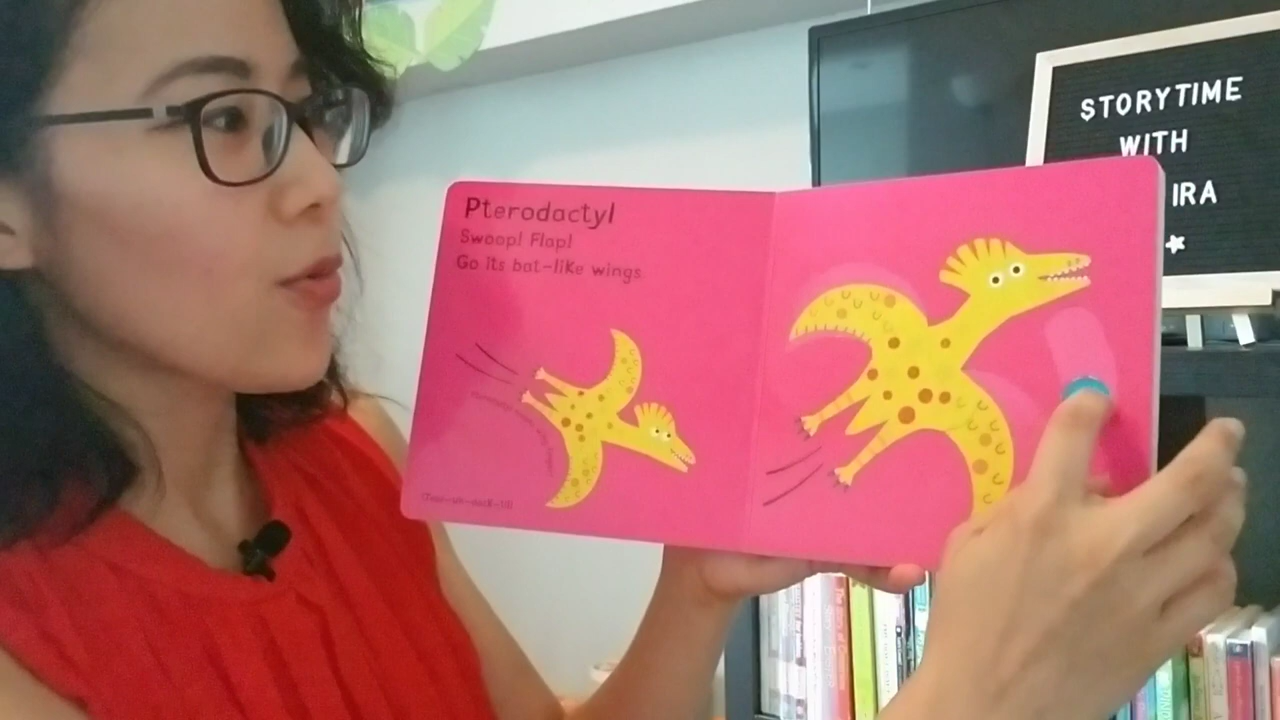 Pterodactyl
Swoop! Flap!
Go its bat-like wings
STORYTIME
WITH
IRA